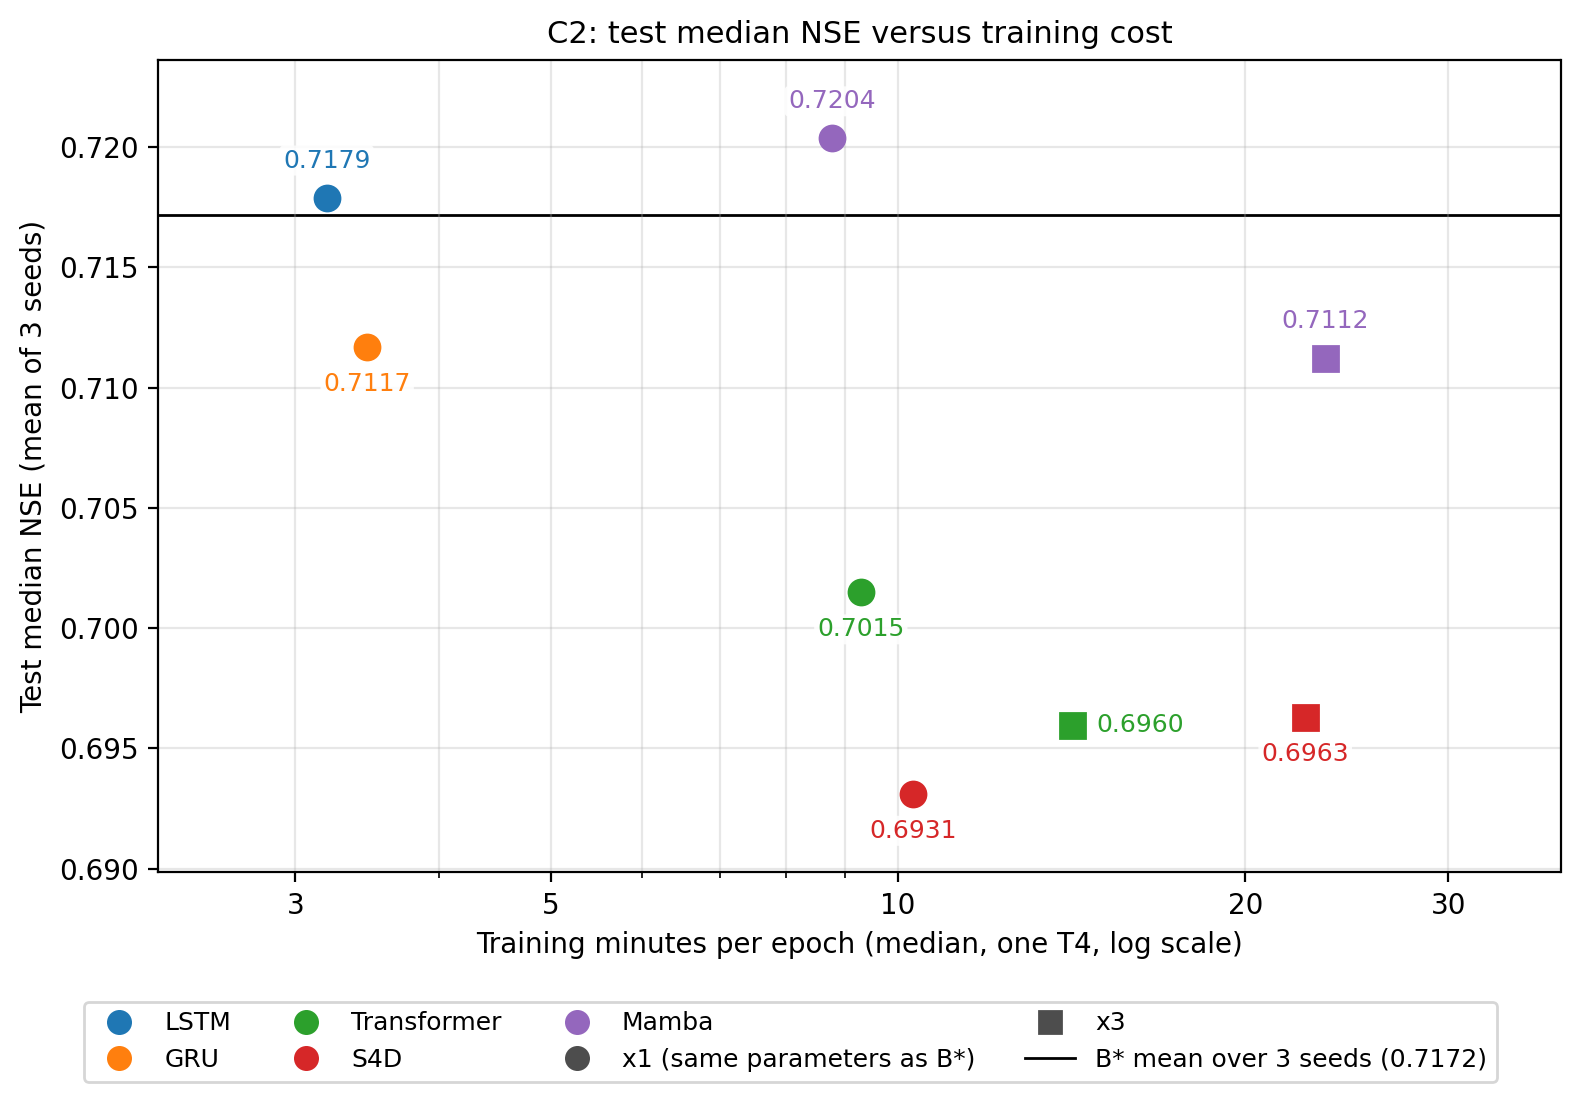 C2: test median NSE versus training cost
Test median NSE (mean of 3 seeds)
0.720
0.715
0.710
0.705
0.700
0.695
0.690
0.7204
0.7179
0.7112
0.7117
0.7015
0.6960
0.6963
0.6931
3 5 10 20 30
Training minutes per epoch (median, one T4, log scale)
LSTM Transformer Mamba x3
GRU S4D x1 (same parameters as B*) B* mean over 3 seeds (0.7172)